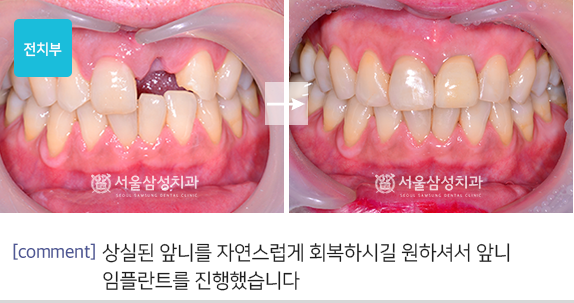 전치부
서울삼성치과
SEOUL SAMSUNG DENTAL CLINIC
서울삼성치과
SEOUL SAMSUNG DENTAL CLINIC
[comment] 상실된 앞니를 자연스럽게 회복하시길 원하셔서 앞니
임플란트를 진행했습니다